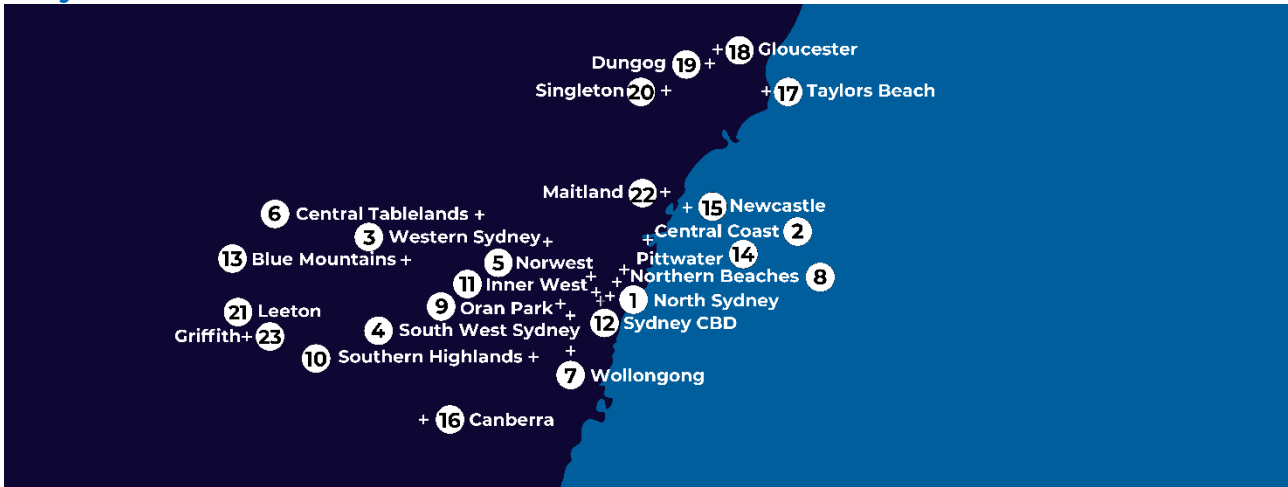 + 18 Gloucester
Dungog 19 +
Singleton 20 +
+ 17 Taylors Beach
Maitland 22 +
+ 15 Newcastle
6 Central Tablelands +
Central Coast 2
3 Western Sydney +
Pittwater 14
13 Blue Mountains +
5 Norwest
Northern Beaches 8
11 Inner West +
1 North Sydney
9 Oran Park +
21 Leeton
12 Sydney CBD
4 South West Sydney
Griffith + 23
10 Southern Highlands +
7 Wollongong
+ 16 Canberra